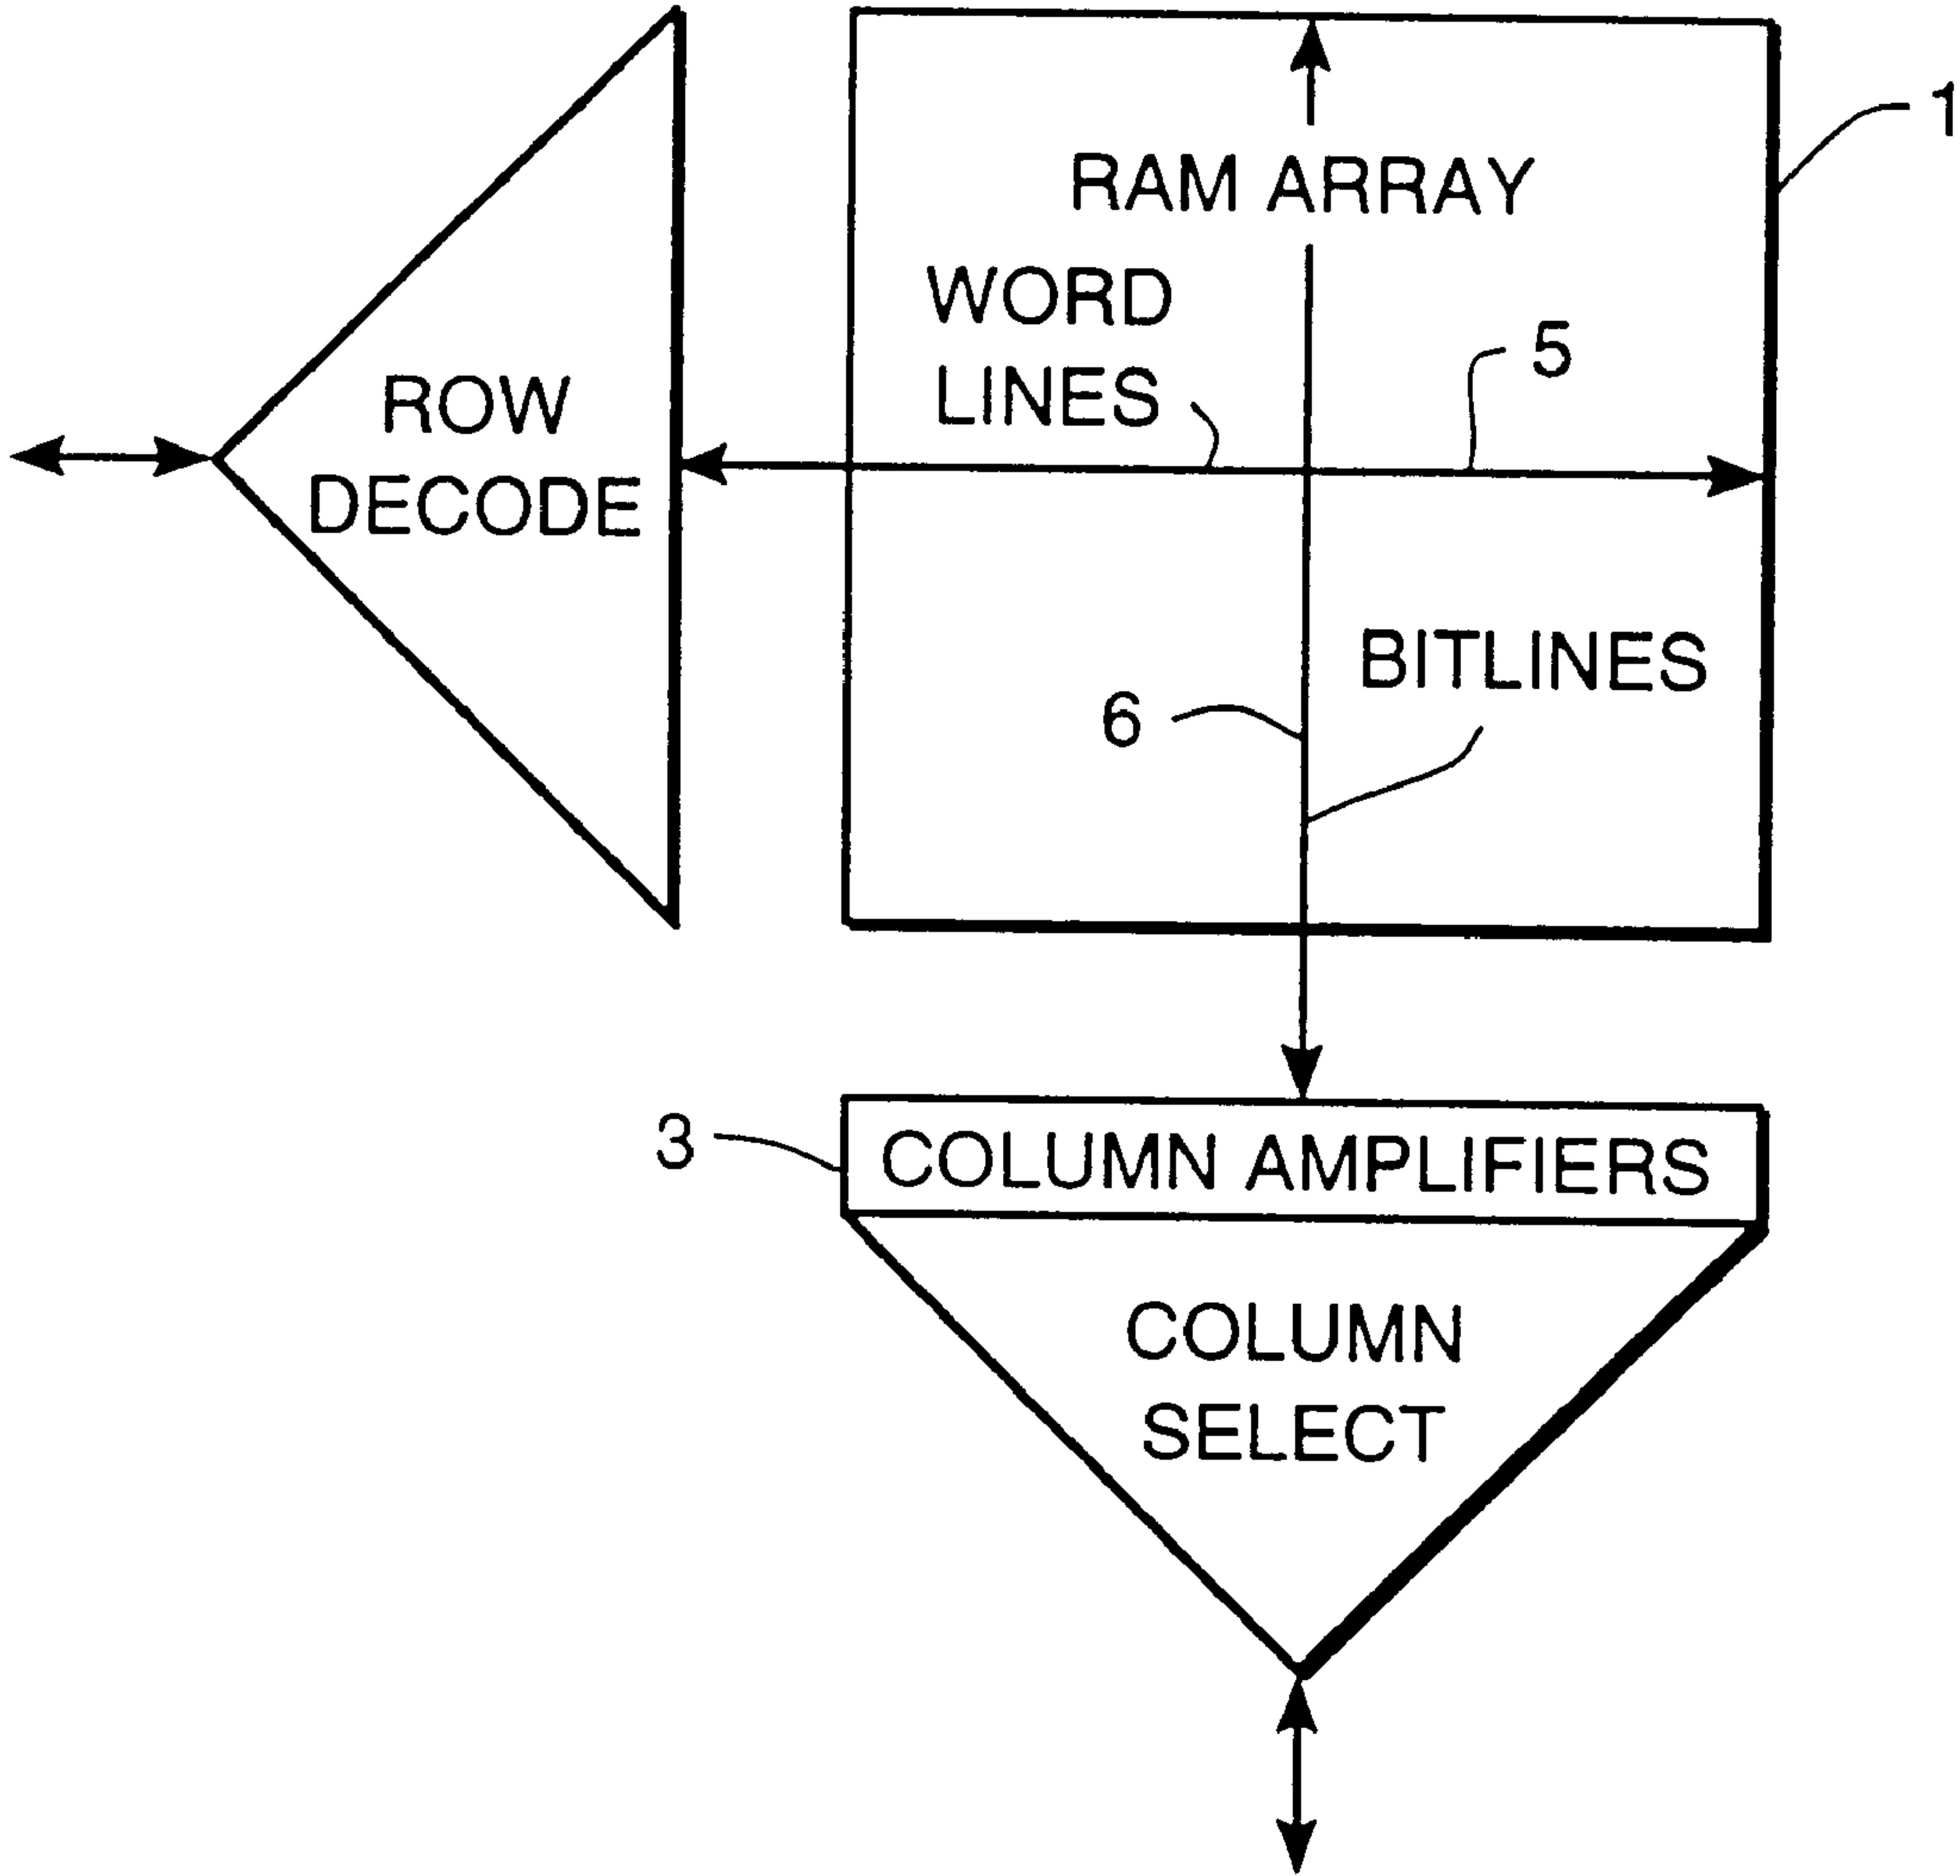 1
RAM ARRAY
WORD
LINES
5
ROW
DECODE
BITLINES
6
3
COLUMN AMPLIFIERS
COLUMN
SELECT